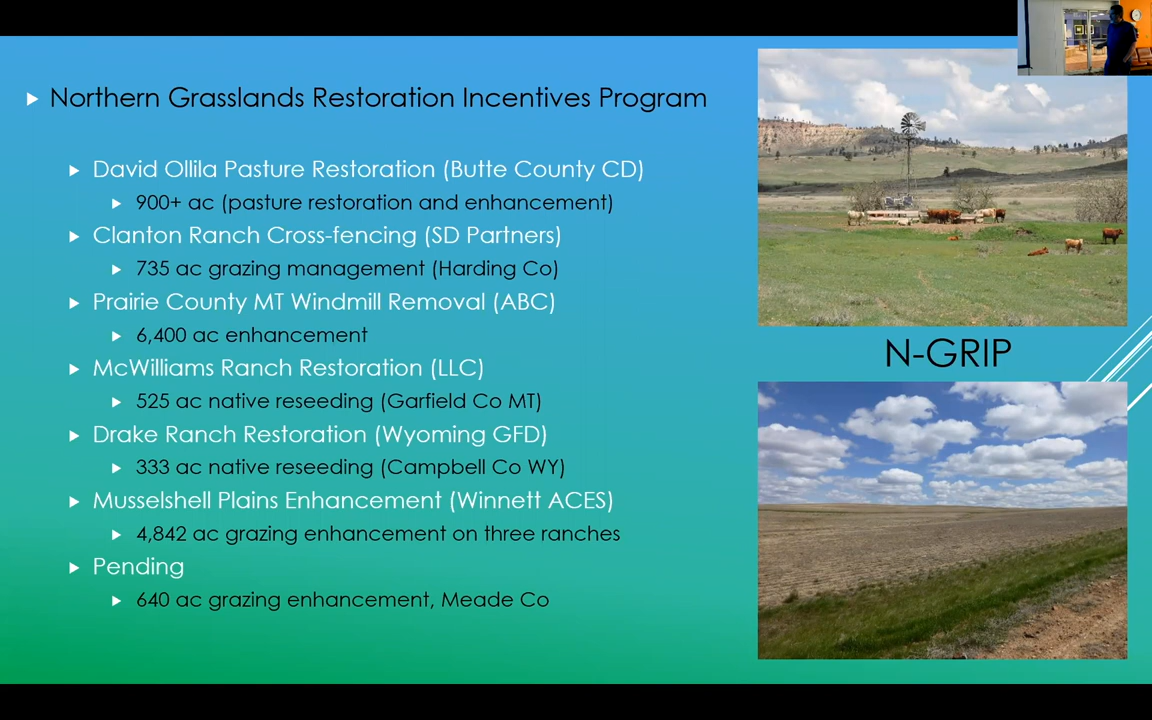 Northern Grasslands Restoration Incentives Program
David Ollila Pasture Restoration (Butte County CD)
900+ ac (pasture restoration and enhancement)
Clanton Ranch Cross-fencing (SD Partners)
735 ac grazing management (Harding Co)
Prairie County MT Windmill Removal (ABC)
6,400 ac enhancement
McWilliams Ranch Restoration (LLC)
525 ac native reseeding (Garfield Co MT)
Drake Ranch Restoration (Wyoming GFD)
333 ac native reseeding (Campbell Co WY)
Musselshell Plains Enhancement (Winnett ACES)
4,842 ac grazing enhancement on three ranches
Pending
640 ac grazing enhancement, Meade Co
N-GRIP